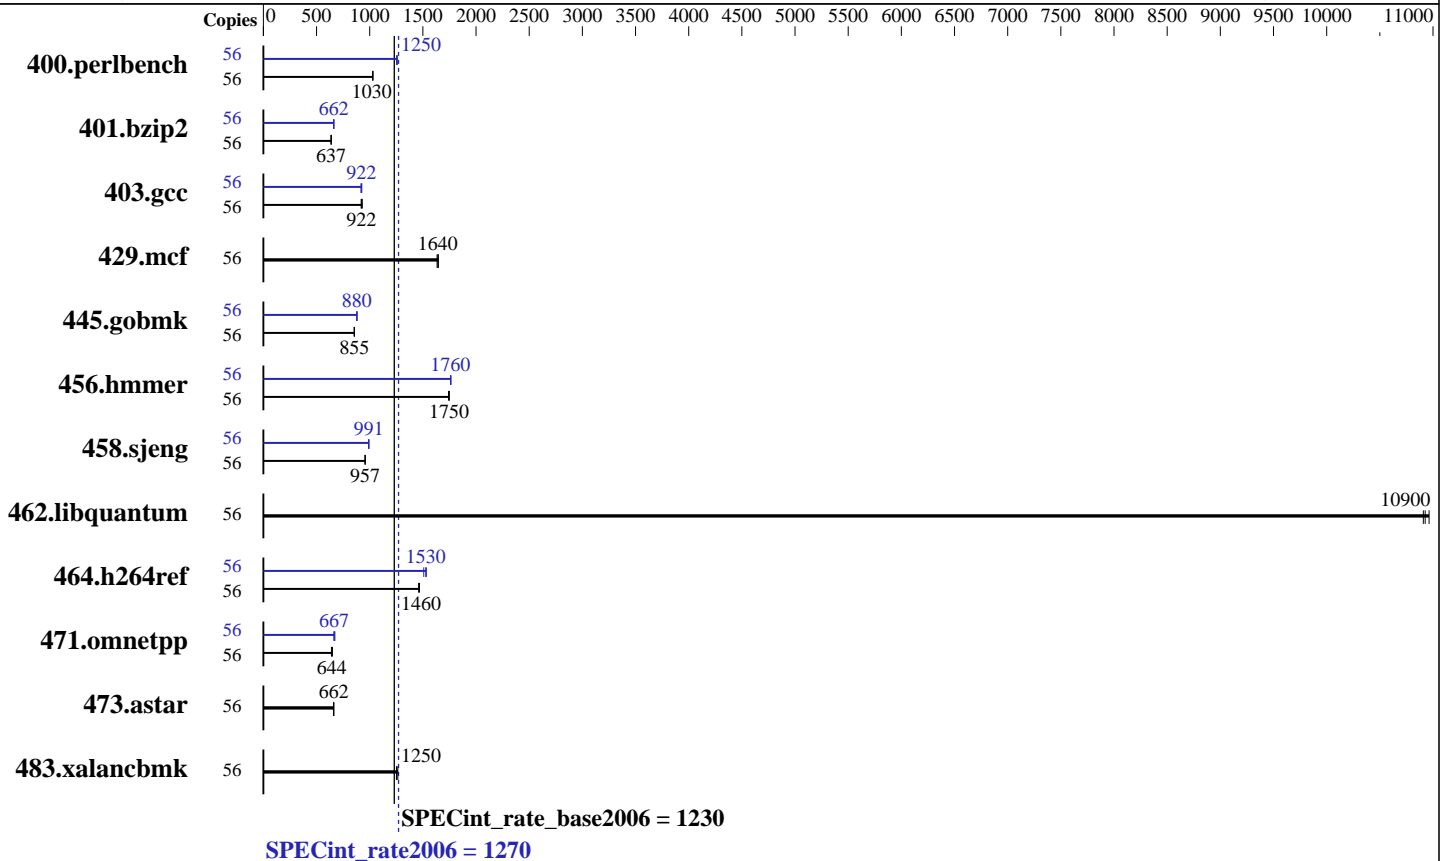 Copies 0 500 1000 1500 2000 2500 3000 3500 4000 4500 5000 5500 6000 6500 7000 7500 8000 8500 9000 9500 10000 11000
400.perlbench 56 1250
56 1030
401.bzip2 56 662
56 637
403.gcc 56 922
56 922
429.mcf 56 1640
445.gobmk 56 880
56 855
456.hmmer 56 1760
56 1750
458.sjeng 56 991
56 957
462.libquantum 56 10900
464.h264ref 56 1530
56 1460
471.omnetpp 56 667
56 644
473.astar 56 662
483.xalancbmk 56 1250
SPECint_rate_base2006 = 1230
SPECint_rate2006 = 1270